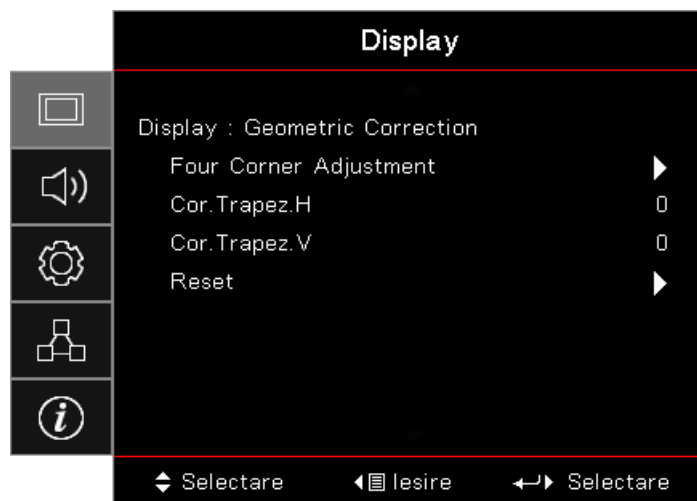 Display
Display : Geometric Correction
Four Corner Adjustment
Cor.Trapez.H 0
Cor.Trapez.V 0
Reset
Selectare Iesire Selectare